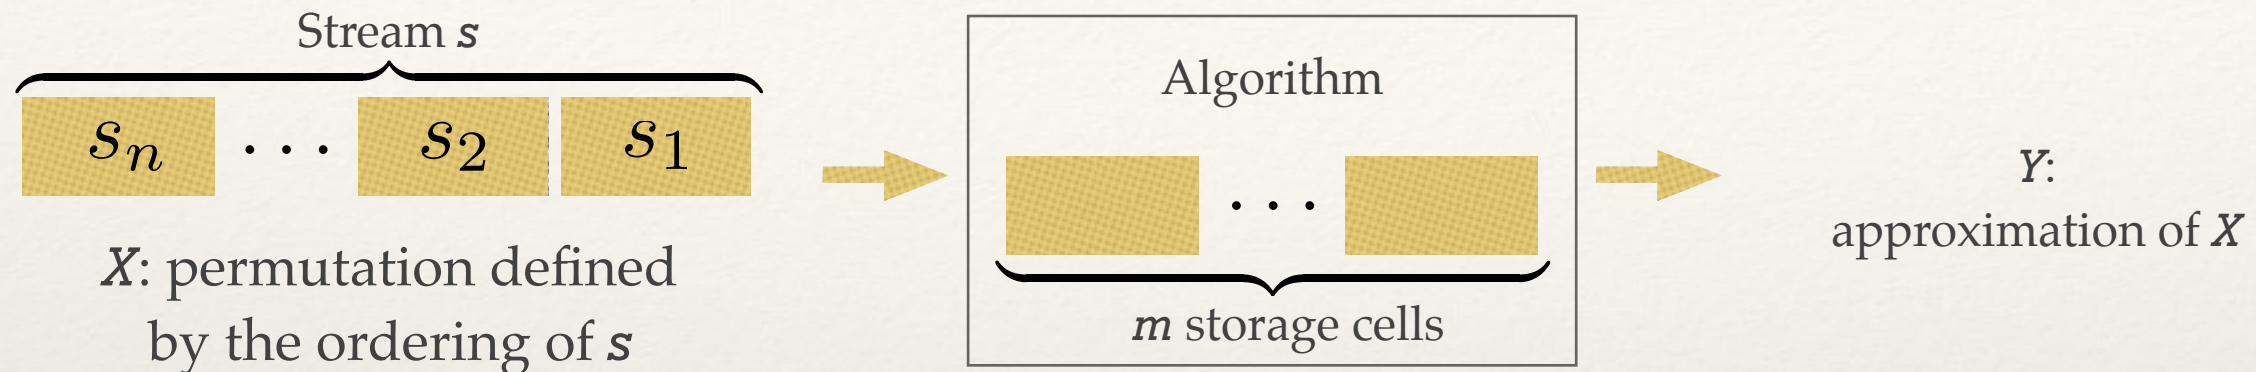 Stream s
s_n ... s_2 s_1
X: permutation defined
by the ordering of s
Algorithm
...
m storage cells
Y:
approximation of X